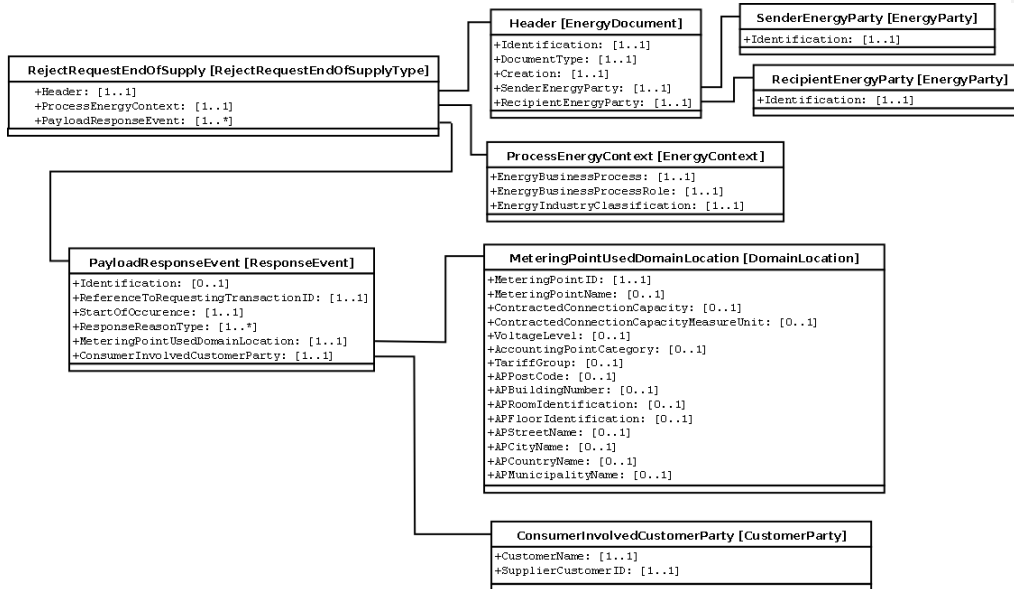 RejectRequestEndOfSupply [RejectRequestEndOfSupplyType]
+Header: [1..1]
+ProcessEnergyContext: [1..1]
+PayloadResponseEvent: [1..*]
Header [EnergyDocument]
+Identification: [1..1]
+DocumentType: [1..1]
+Creation: [1..1]
+SenderEnergyParty: [1..1]
+RecipientEnergyParty: [1..1]
SenderEnergyParty [EnergyParty]
+Identification: [1..1]
RecipientEnergyParty [EnergyParty]
+Identification: [1..1]
ProcessEnergyContext [EnergyContext]
+EnergyBusinessProcess: [1..1]
+EnergyBusinessProcessRole: [1..1]
+EnergyIndustryClassification: [1..1]
PayloadResponseEvent [ResponseEvent]
+Identification: [0..1]
+ReferenceToRequestingTransactionID: [1..1]
+StartOfOccurence: [1..1]
+ResponseReasonType: [1..*]
+MeteringPointUsedDomainLocation: [1..1]
+ConsumerInvolvedCustomerParty: [1..1]
MeteringPointUsedDomainLocation [DomainLocation]
+MeteringPointID: [1..1]
+MeteringPointName: [0..1]
+ContractedConnectionCapacity: [0..1]
+ContractedConnectionCapacityMeasureUnit: [0..1]
+VoltageLevel: [0..1]
+AccountingPointCategory: [0..1]
+TariffGroup: [0..1]
+APPostCode: [0..1]
+APBuildingNumber: [0..1]
+APRoomIdentification: [0..1]
+APFloorIdentification: [0..1]
+APStreetName: [0..1]
+APCityName: [0..1]
+APCountryName: [0..1]
+APMunicipalityName: [0..1]
ConsumerInvolvedCustomerParty [CustomerParty]
+CustomerName: [1..1]
+SupplierCustomerID: [1..1]